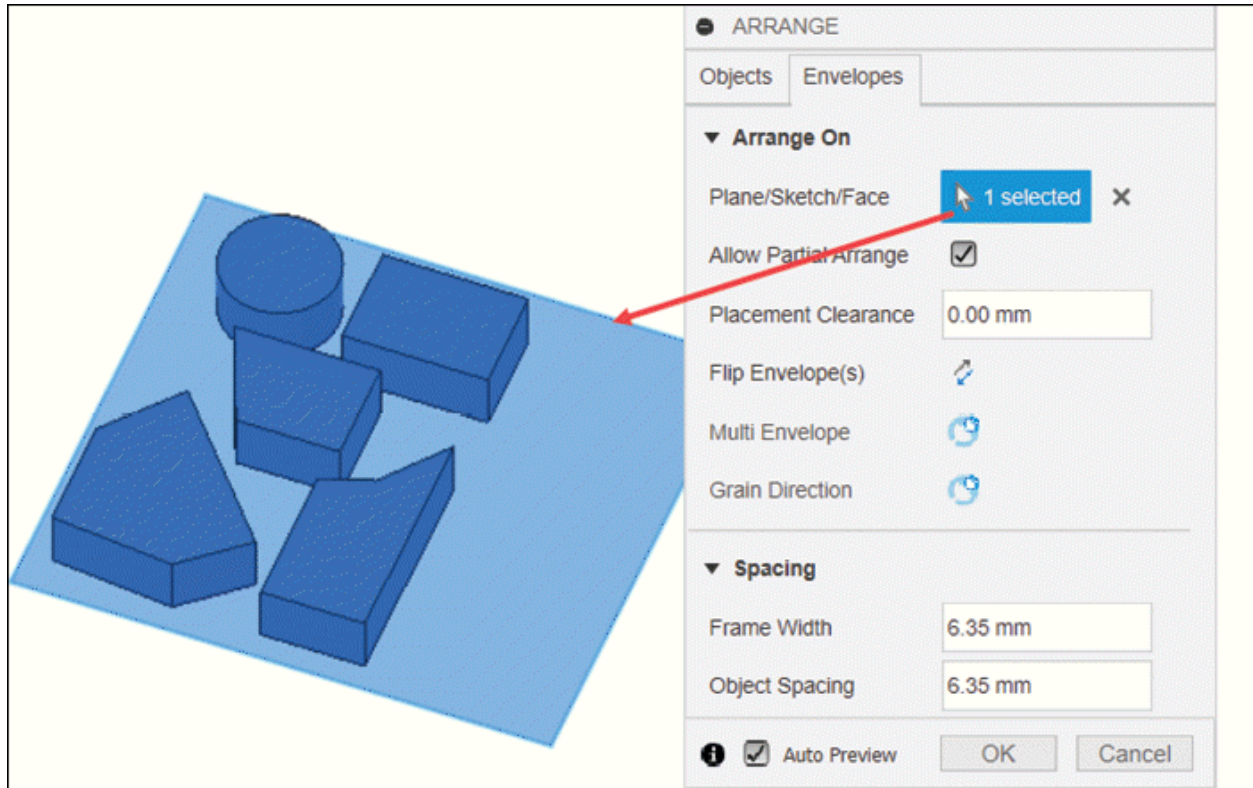 ARRANGE
Objects Envelopes
Arrange On
Plane/Sketch/Face 1 selected
Allow Partial Arrange
Placement Clearance 0.00 mm
Flip Envelope(s)
Multi Envelope
Grain Direction
Spacing
Frame Width 6.35 mm
Object Spacing 6.35 mm
Auto Preview OK Cancel